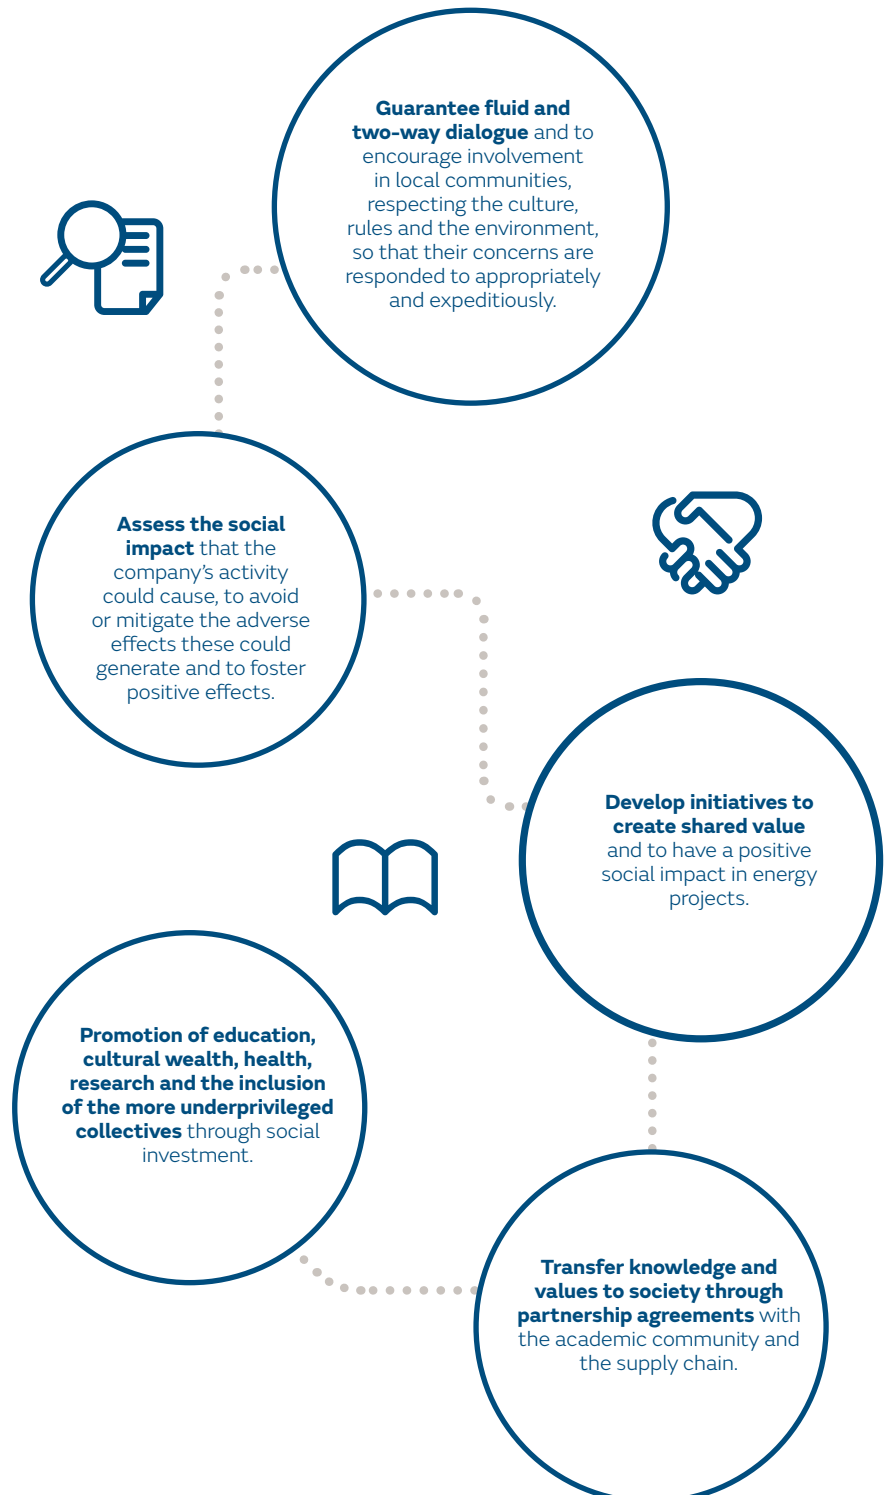 Guarantee fluid and
two-way dialogue and to
encourage involvement
in local communities,
respecting the culture,
rules and the environment,
so that their concerns are
responded to appropriately
and expeditiously.
Assess the social
impact that the
company’s activity
could cause, to avoid
or mitigate the adverse
effects these could
generate and to foster
positive effects.
Develop initiatives to
create shared value
and to have a positive
social impact in energy
projects.
Promotion of education,
cultural wealth, health,
research and the inclusion
of the more underprivileged
collectives through social
investment.
Transfer knowledge and
values to society through
partnership agreements with
the academic community and
the supply chain.